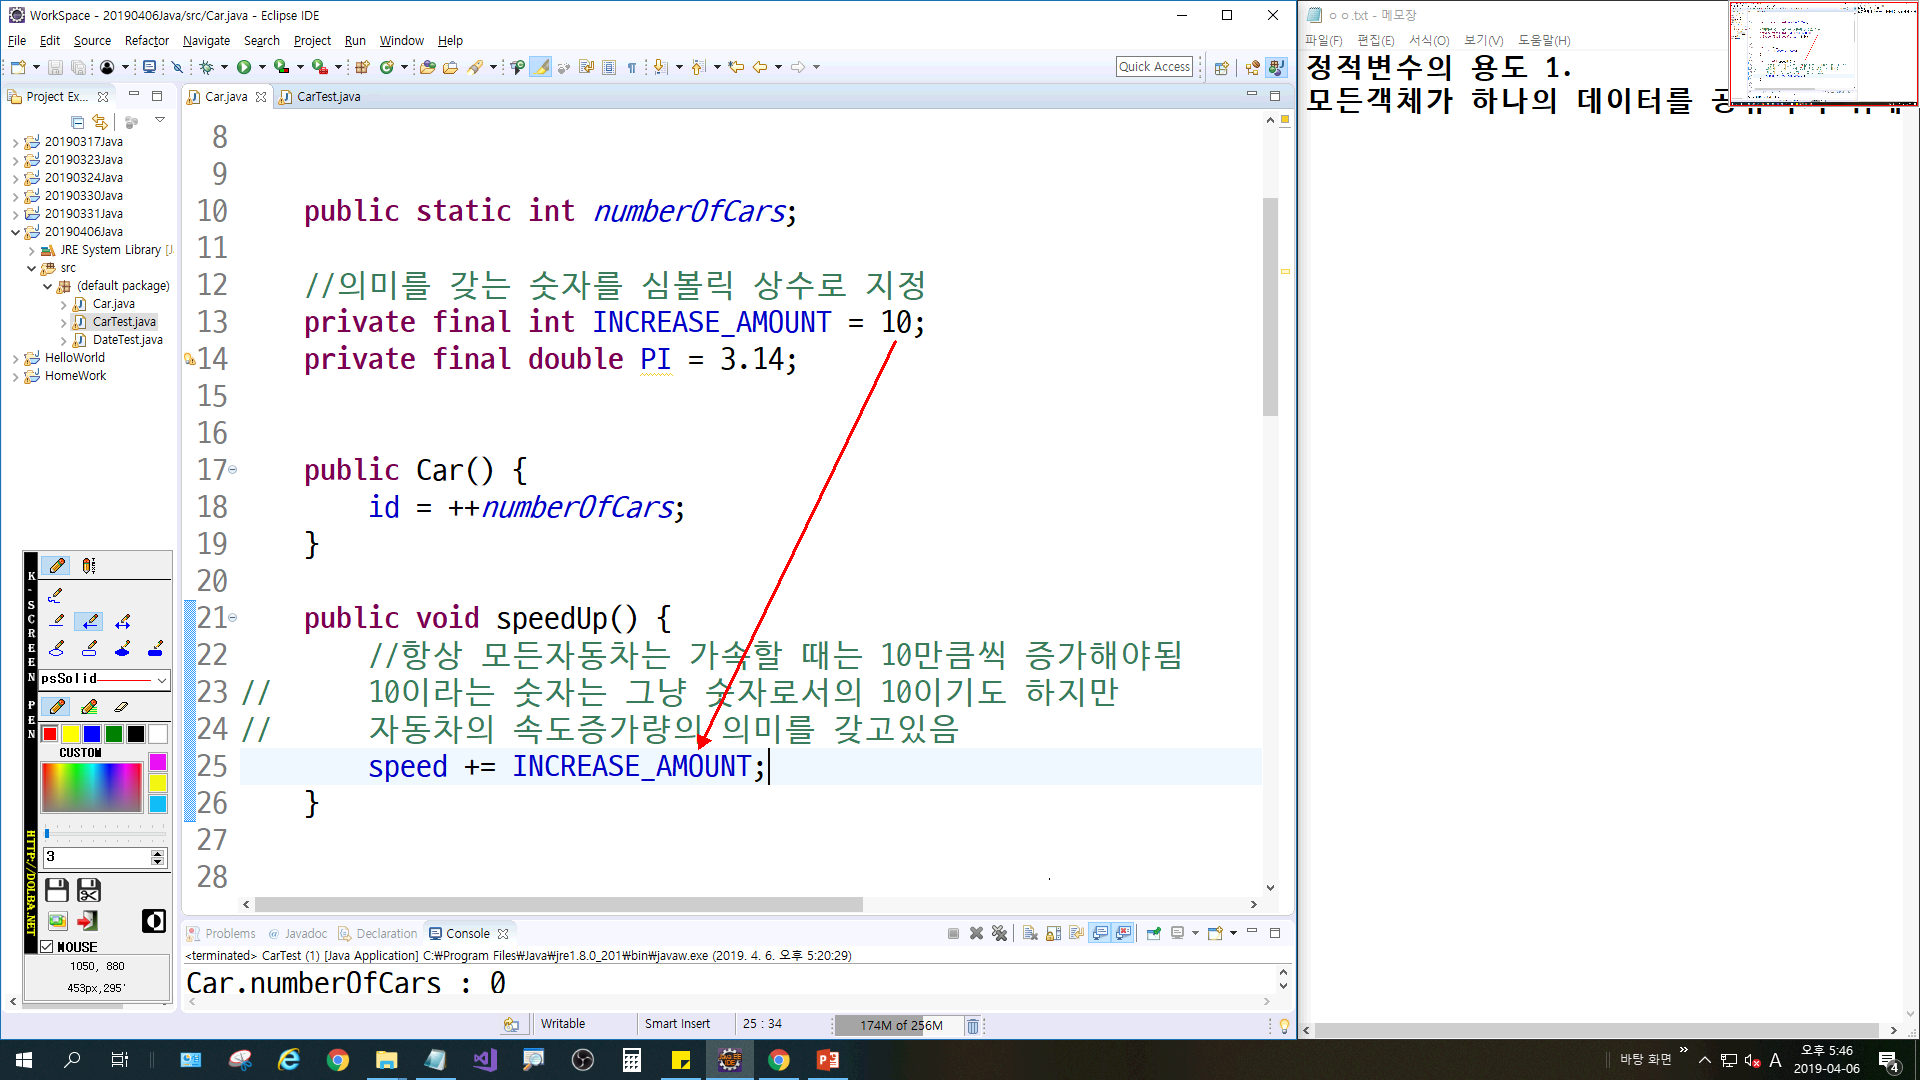 WorkSpace - 20190406Java/src/Car.java - Eclipse IDE
File Edit Source Refactor Navigate Search Project Run Window Help
Quick Access
Project Ex...
20190317Java
20190323Java
20190324Java
20190330Java
20190331Java
20190406Java
JRE System Library [J
src
(default package)
Car.java
CarTest.java
DateTest.java
HelloWorld
HomeWork
Car.java CarTest.java
8
9
10 public static int numberOfCars;
11
12 //의미를 갖는 숫자를 심볼릭 상수로 지정
13 private final int INCREASE_AMOUNT = 10;
14 private final double PI = 3.14;
15
16
17 public Car() {
18 id = ++numberOfCars;
19 }
20
21 public void speedUp() {
22 //항상 모든자동차는 가속할 때는 10만큼씩 증가해야됨
23 // 10이라는 숫자는 그냥 숫자로서의 10이기도 하지만
24 // 자동차의 속도증가량의 의미를 갖고있음
25 speed += INCREASE_AMOUNT;
26 }
27
28
Problems Javadoc Declaration Console
<terminated> CarTest (1) [Java Application] C:₩Program Files₩Java₩jre1.8.0_201₩bin₩javaw.exe (2019. 4. 6. 오후 5:20:29)
Car.numberOfCars : 0
Writable Smart Insert 25 : 34 174M of 256M
K-SCREEN PEN
HTTP://DOLBA.NET
psSolid
CUSTOM
3
MOUSE
1050, 880
453px,295'
ㅇㅇ.txt - 메모장
파일(F) 편집(E) 서식(O) 보기(V) 도움말(H)
정적변수의 용도 1.
모든객체가 하나의 데이터를
바탕 화면
A
오후 5:46
2019-04-06
4